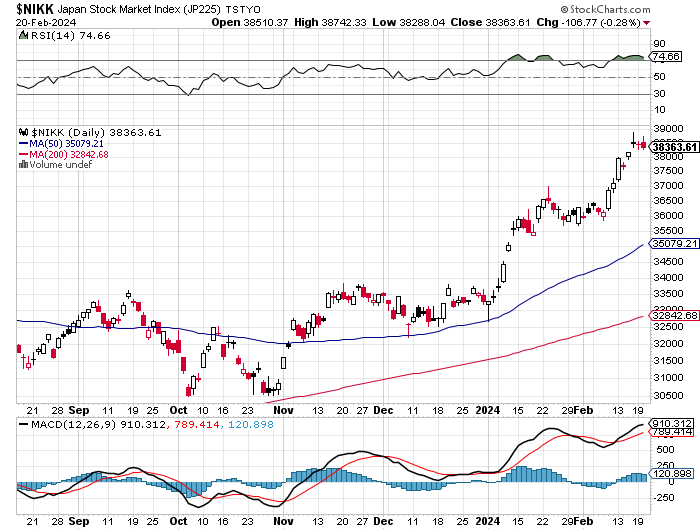 $NIKK Japan Stock Market Index (JP225) TSTYO
© StockCharts.com
20-Feb-2024
Open 38510.37 High 38742.33 Low 38288.04 Close 38363.61 Chg -106.77 (-0.28%)
RSI(14) 74.66
90
74.66
50
30
10
$NIKK (Daily) 38363.61
MA(50) 35079.21
MA(200) 32842.68
Volume undef
39000
38363.61
38000
37500
37000
36500
36000
35500
35079.21
34500
34000
33500
32842.68
32500
32000
31500
31000
30500
21 28 Sep 11 19 25 Oct 10 16 23 Nov 13 20 27 Dec 11 18 25 2024 15 22 29 Feb 13 19
MACD(12,26,9) 910.312, 789.414, 120.898
910.312
789.414
500
250
120.898
0
-250
21 28 Sep 11 19 25 Oct 10 16 23 Nov 13 20 27 Dec 11 18 25 2024 15 22 29 Feb 13 19